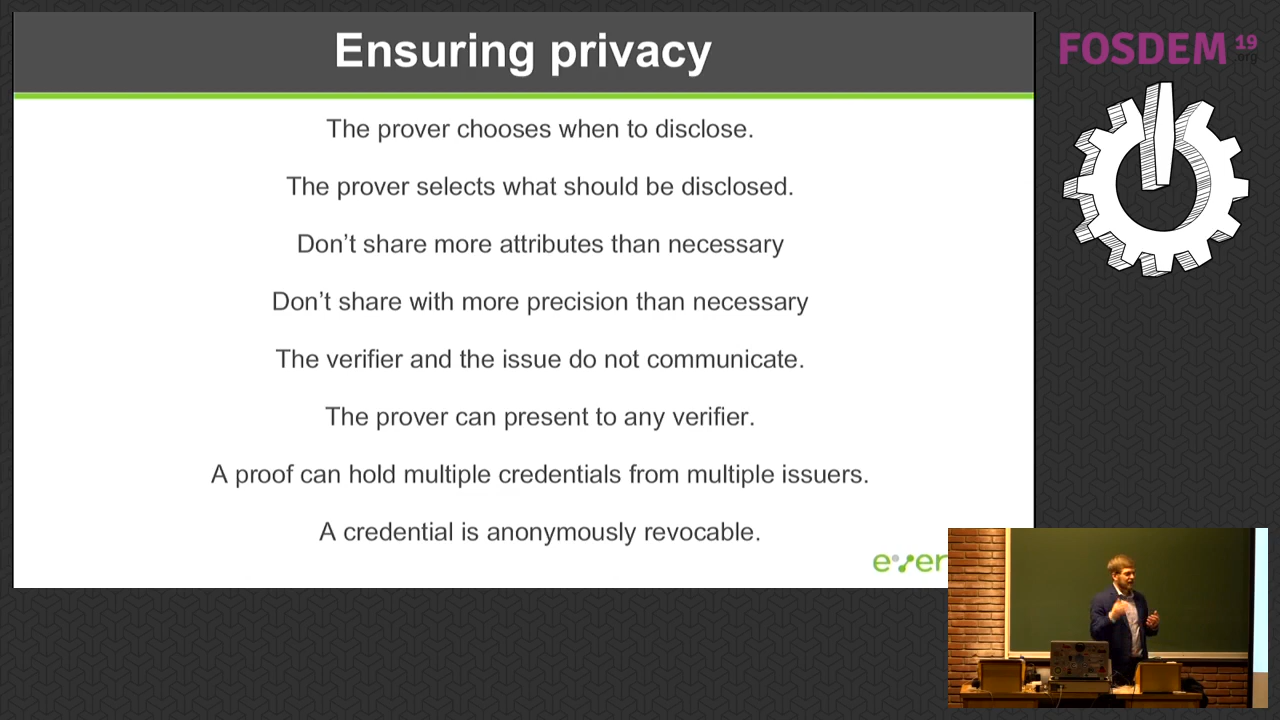 Ensuring privacy
FOSDEM 19
.org
The prover chooses when to disclose.
The prover selects what should be disclosed.
Don’t share more attributes than necessary
Don’t share with more precision than necessary
The verifier and the issue do not communicate.
The prover can present to any verifier.
A proof can hold multiple credentials from multiple issuers.
A credential is anonymously revocable.